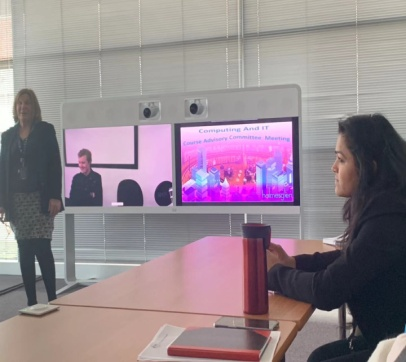 Computing And IT
Course Advisory Committee Meeting